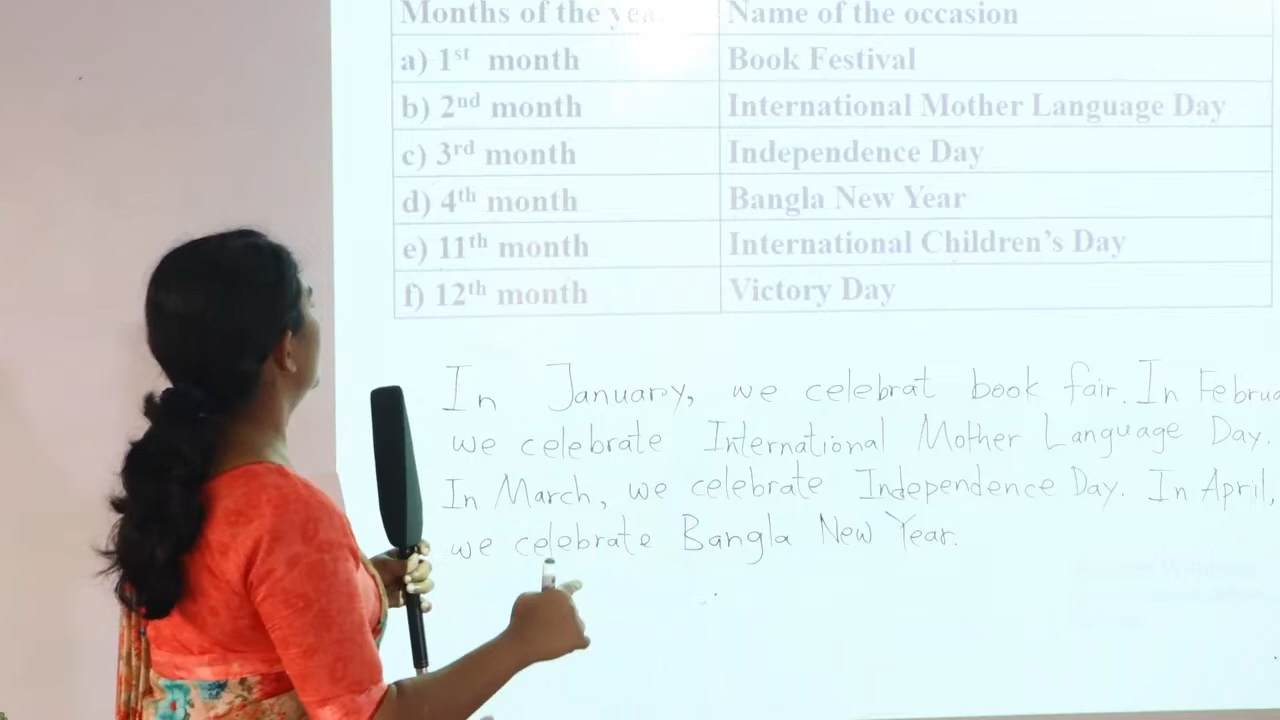 Months of the yea Name of the occasion
a) 1st month Book Festival
b) 2nd month International Mother Language Day
c) 3rd month Independence Day
d) 4th month Bangla New Year
e) 11th month International Children's Day
f) 12th month Victory Day
In January, we celebrat book fair. In Februa
we celebrate International Mother Language Day.
In March, we celebrate Independence Day. In April,
we celebrate Bangla New Year.